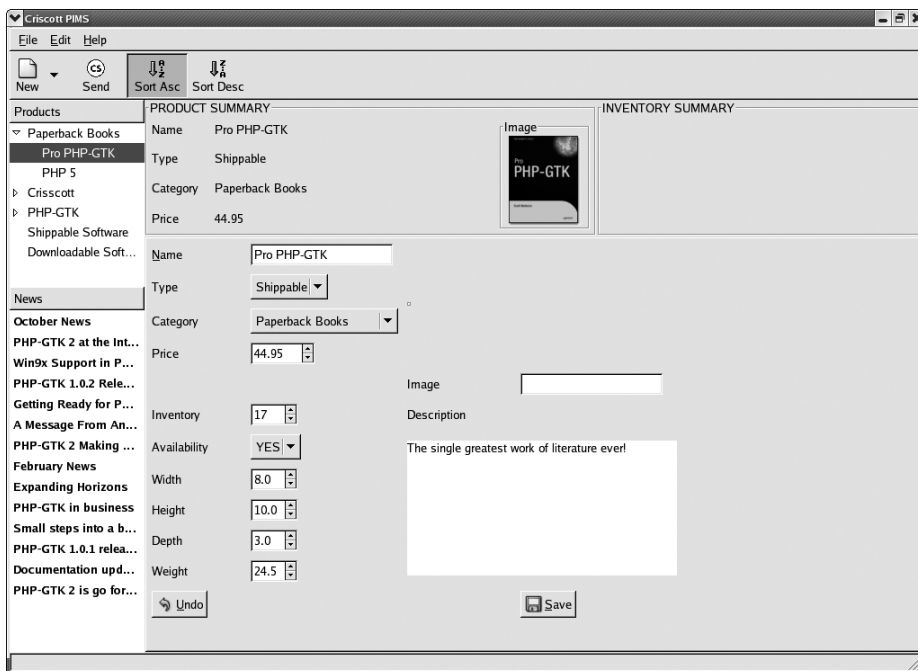 Criscott PIMS
File Edit Help
New Send Sort Asc Sort Desc
Products
Paperback Books
Pro PHP-GTK
PHP 5
Crisscott
PHP-GTK
Shippable Software
Downloadable Soft...
News
October News
PHP-GTK 2 at the Int...
Win9x Support in P...
PHP-GTK 1.0.2 Rele...
Getting Ready for P...
A Message From An...
PHP-GTK 2 Making ...
February News
Expanding Horizons
PHP-GTK in business
Small steps into a b...
PHP-GTK 1.0.1 relea...
Documentation upd...
PHP-GTK 2 is go for...
PRODUCT SUMMARY
Name Pro PHP-GTK
Type Shippable
Category Paperback Books
Price 44.95
Image
Pro
PHP-GTK
INVENTORY SUMMARY
Name Pro PHP-GTK
Type Shippable
Category Paperback Books
Price 44.95
Image
Inventory 17
Description
Availability YES
The single greatest work of literature ever!
Width 8.0
Height 10.0
Depth 3.0
Weight 24.5
Undo Save